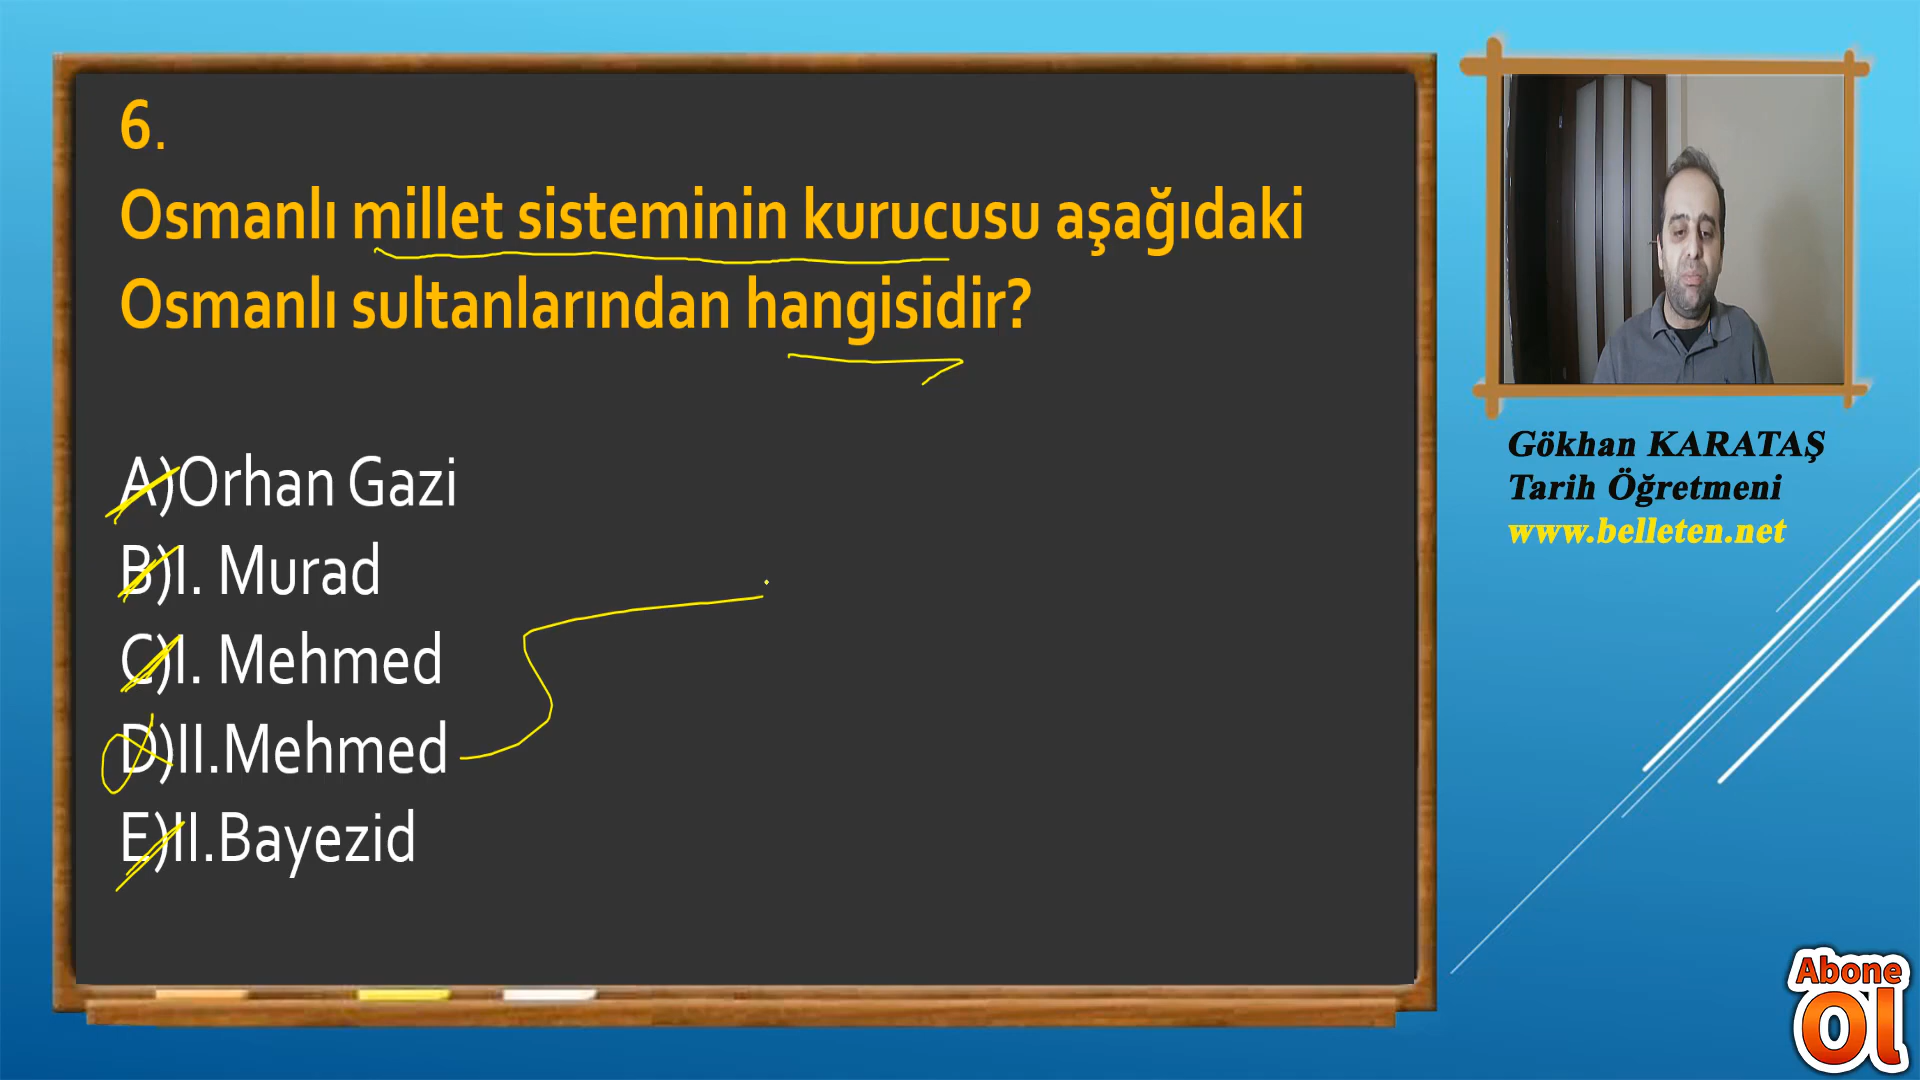 6.
Osmanlı millet sisteminin kurucusu aşağıdaki
Osmanlı sultanlarından hangisidir?
A)Orhan Gazi
B)I. Murad
C)I. Mehmed
D)II.Mehmed
E)II.Bayezid
Gökhan KARATAŞ
Tarih Öğretmeni
www.belleten.net
Abone
Ol